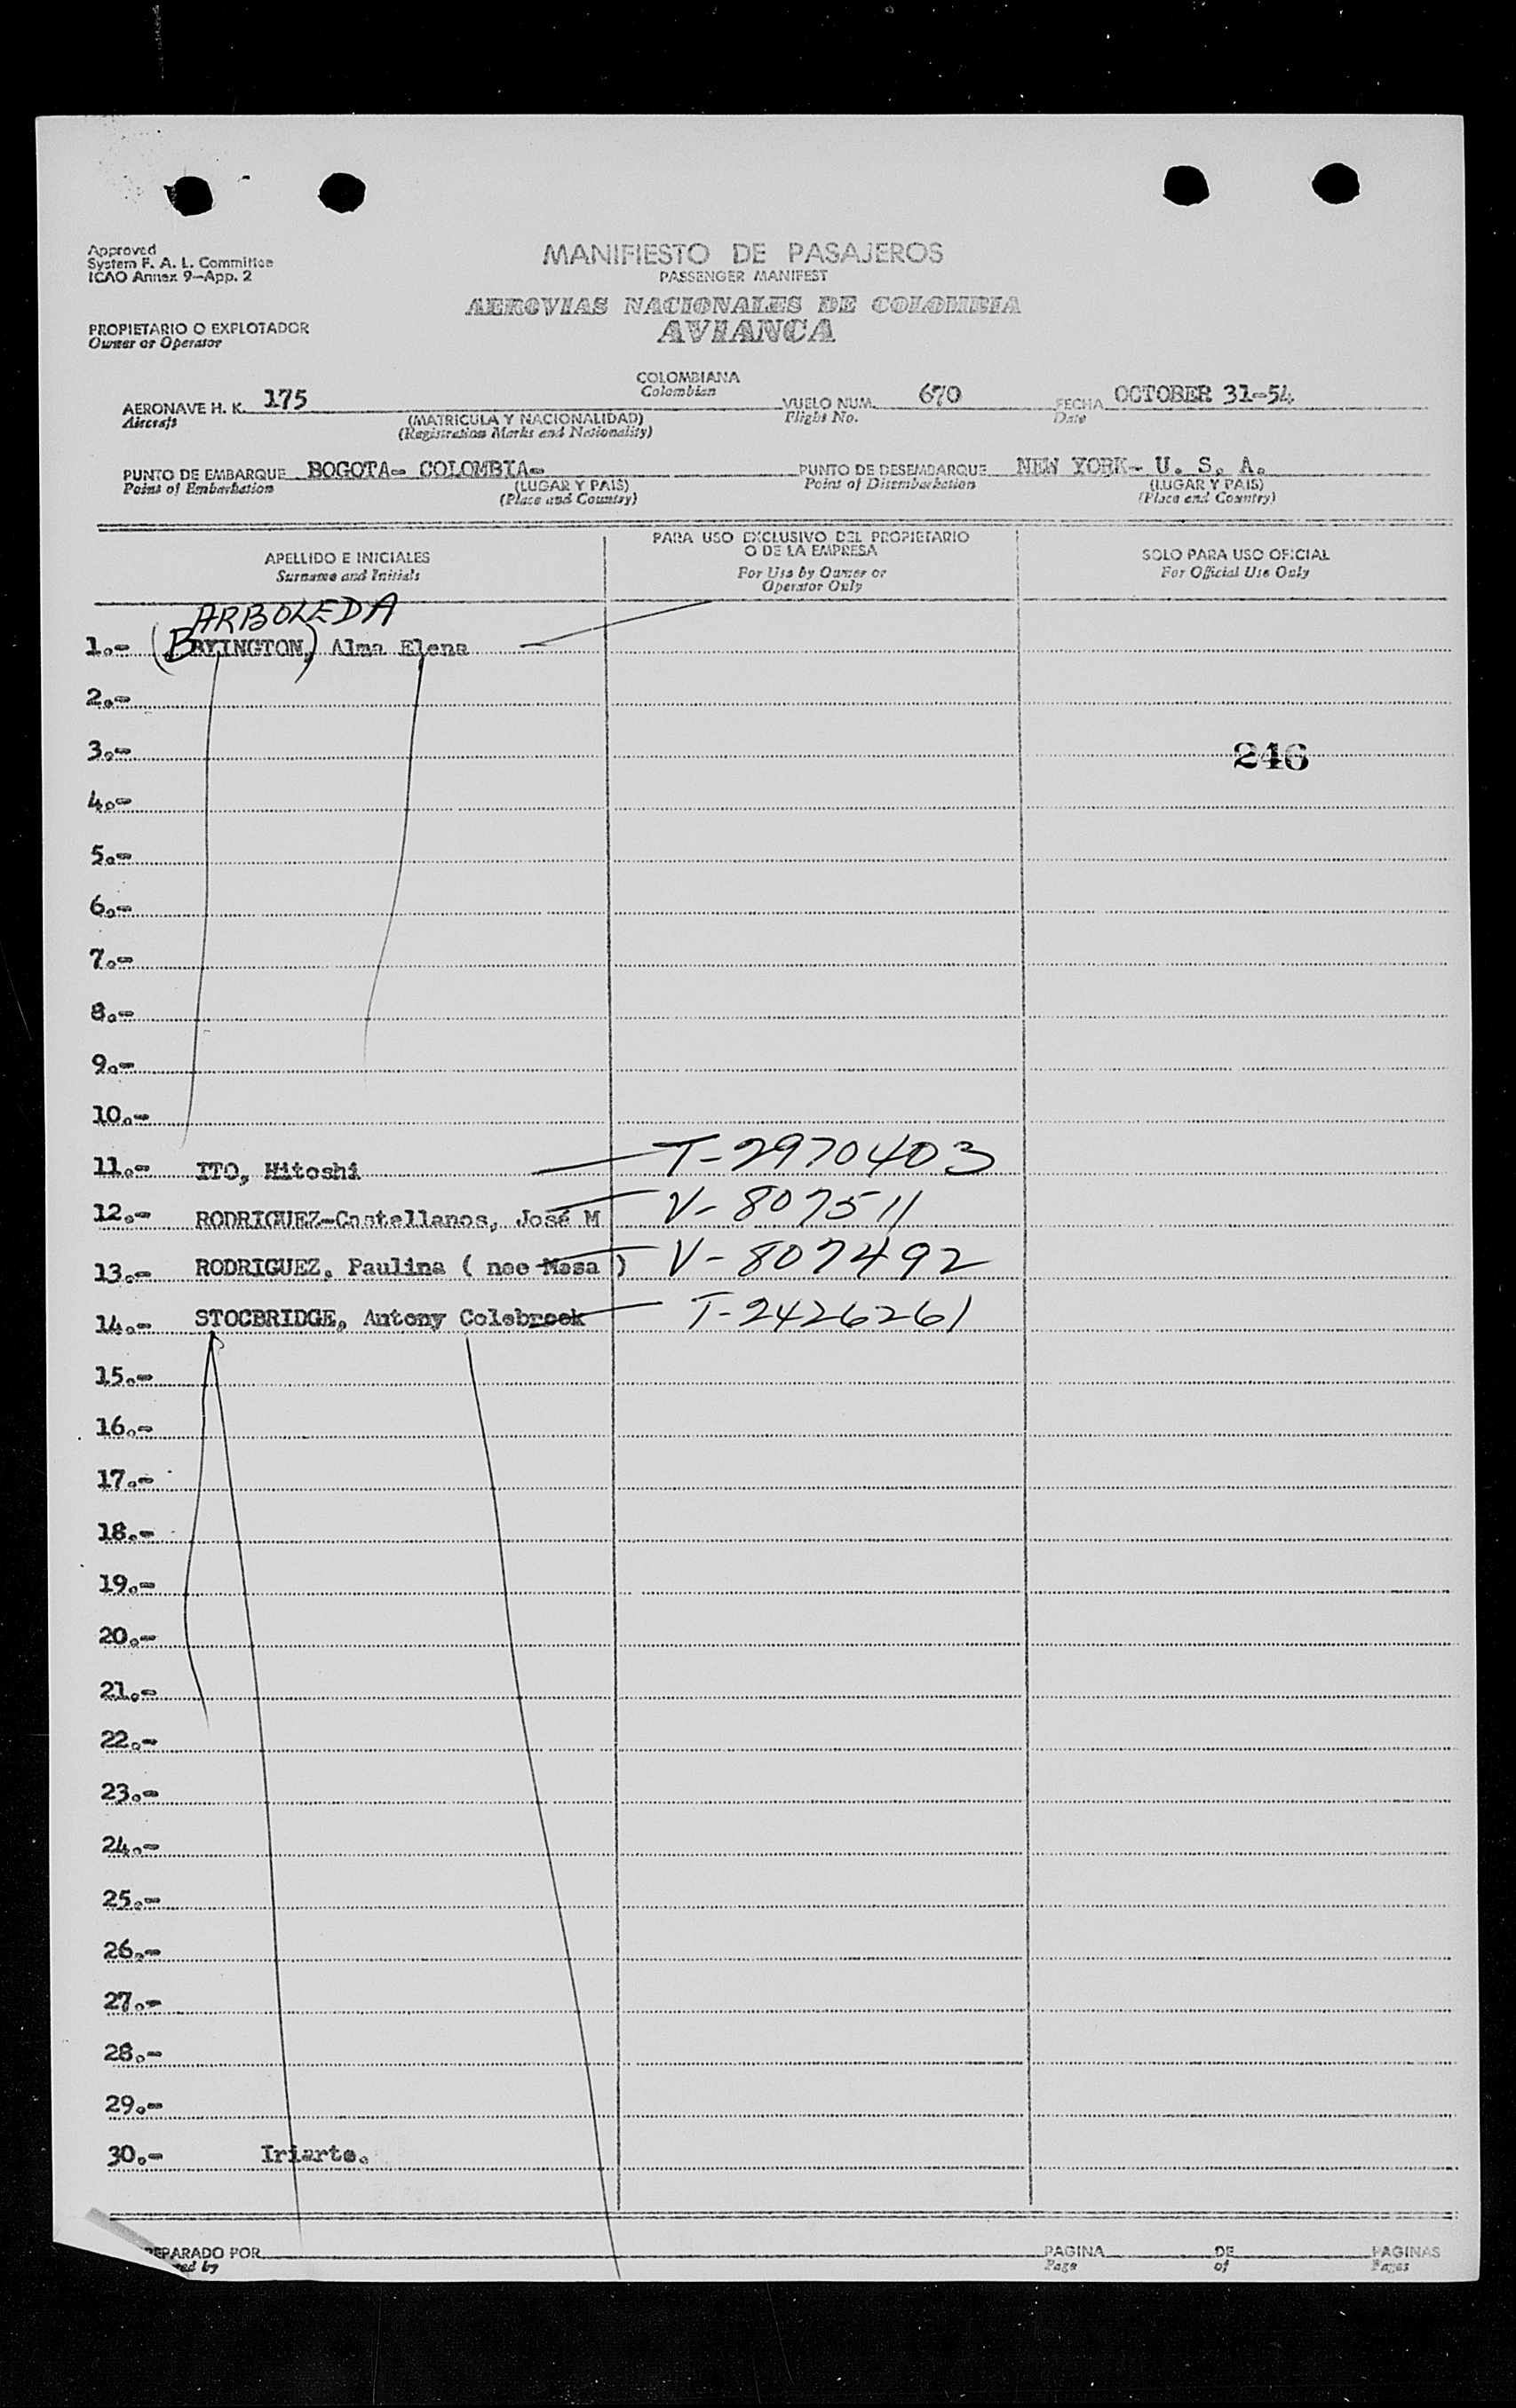 Approved
System F. A. L. Committee
ICAO Annex 9—App. 2
MANIFIESTO DE PASAJEROS
PASSENGER MANIFEST
AEROVIAS NACIONALES DE COLOMBIA
AVIANCA
PROPIETARIO O EXPLOTADOR
Owner or Operator
COLOMBIANA
Colombian
AERONAVE H. K. 175 VUELO NUM. 670 FECHA OCTOBER 31-54
Aircraft (MATRICULA Y NACIONALIDAD) Flight No. Date
(Registration Marks and Nationality)
PUNTO DE EMBARQUE BOGOTA- COLOMBIA- PUNTO DE DESEMBARQUE NEW YORK- U. S. A.
Point of Embarkation (LUGAR Y PAIS) Point of Disembarkation (LUGAR Y PAIS)
(Place and Country) (Place and Country)
APELLIDO E INICIALES
Surname and Initials
PARA USO EXCLUSIVO DEL PROPIETARIO
O DE LA EMPRESA
For Use by Owner or
Operator Only
SOLO PARA USO OFICIAL
For Official Use Only
ARBOLEDA
1.- (BRYINGTON,) Alma Elena
2.-
3.- 246
4.-
5.-
6.-
7.-
8.-
9.-
10.-
11.- ITO, Hitoshi T-2970403
12.- RODRIGUEZ-Castellanos, José M V-807511
13.- RODRIGUEZ, Paulina ( nee Mesa ) V-807492
14.- STOCBRIDGE, Antony Colebrook T-2426261
15.-
16.-
17.-
18.-
19.-
20.-
21.-
22.-
23.-
24.-
25.-
26.-
27.-
28.-
29.-
30.- Iriarte.
PARADO POR PAGINA DE PAGINAS
by Page of Pages